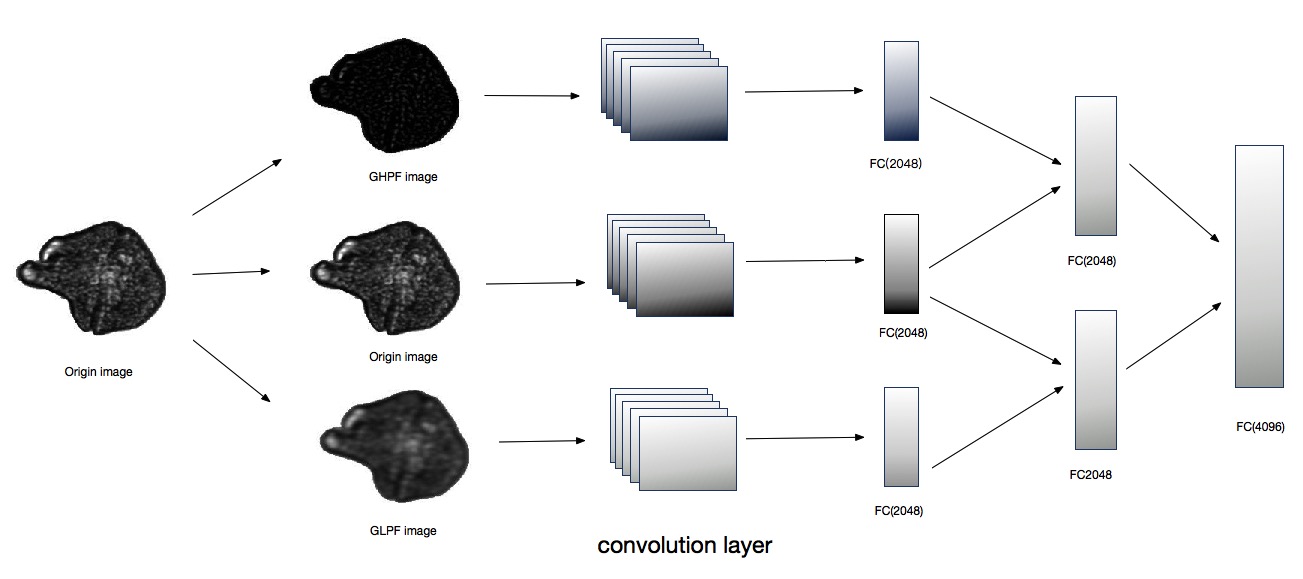 GHPF image
FC(2048)
FC(2048)
Origin image
Origin image
FC(2048)
FC(4096)
FC2048
GLPF image
FC(2048)
convolution layer